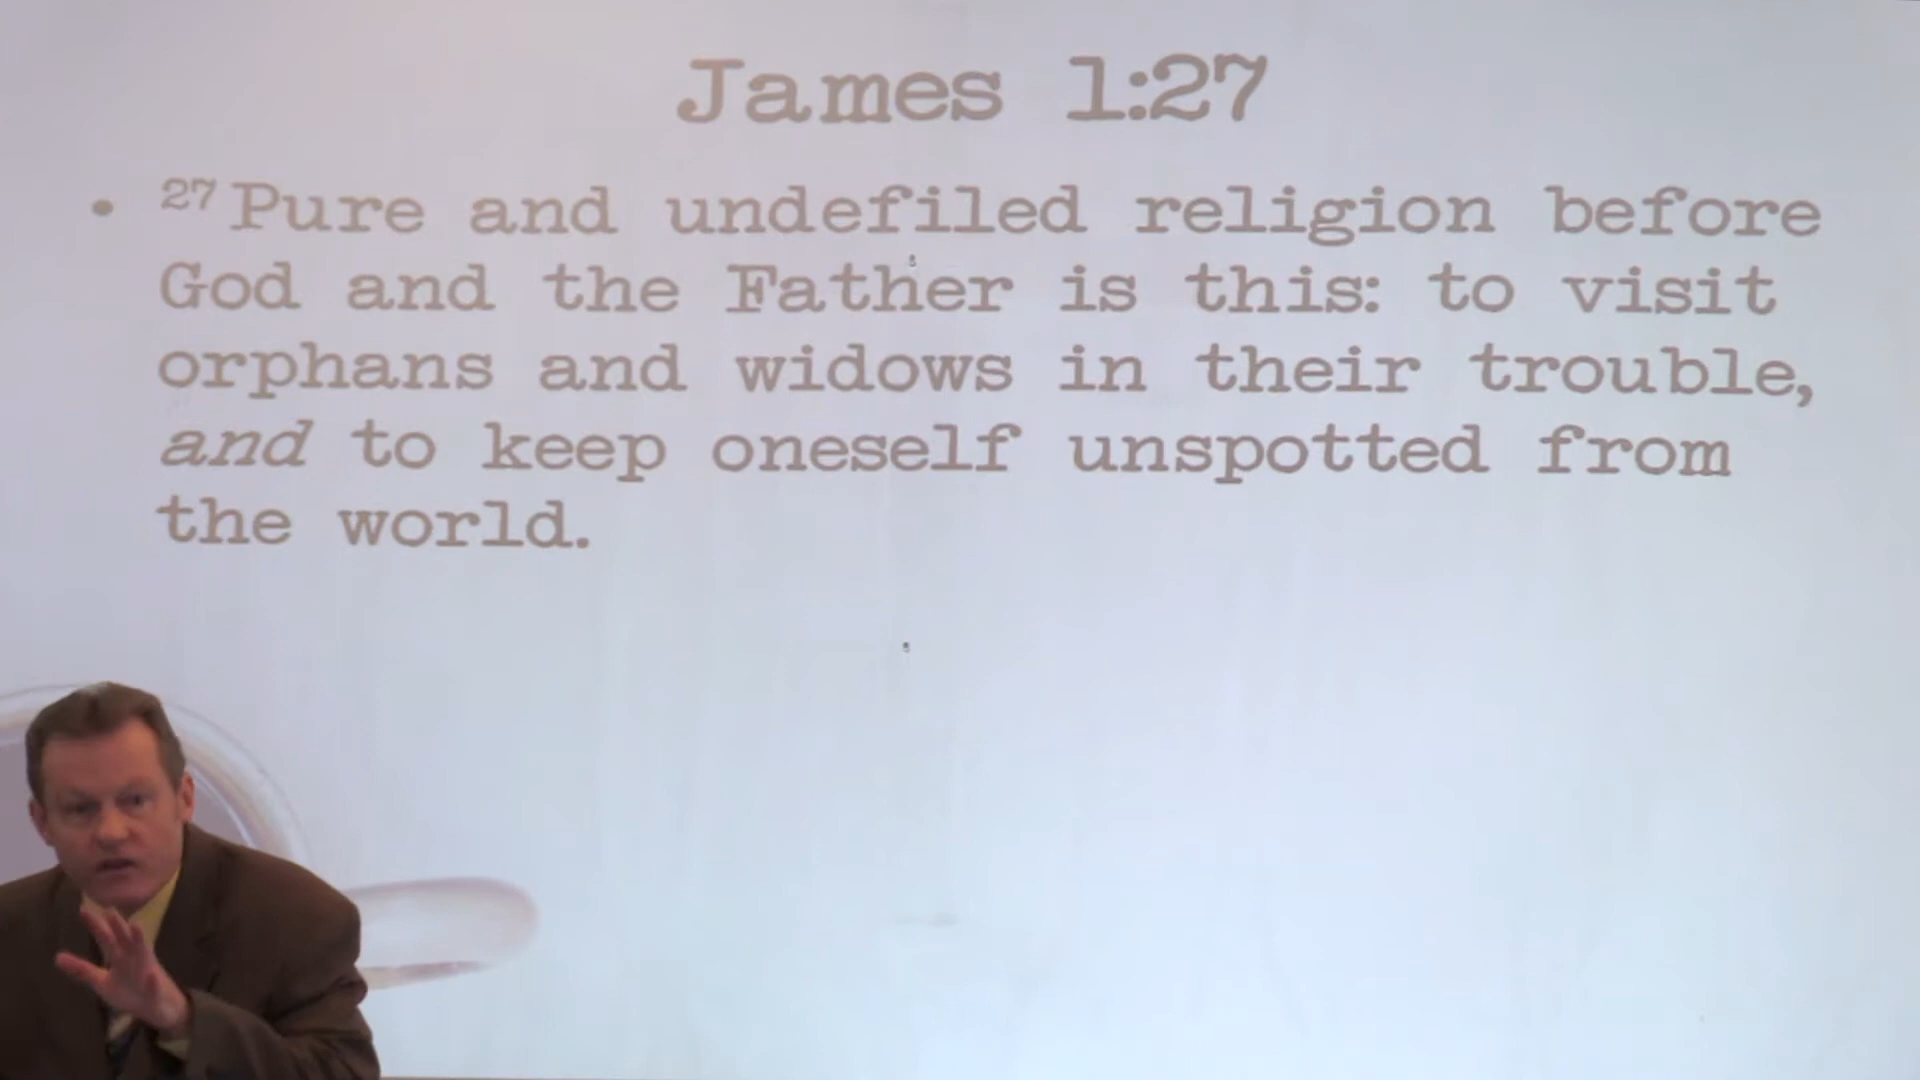 James 1:27
• 27 Pure and undefiled religion before
God and the Father is this: to visit
orphans and widows in their trouble,
and to keep oneself unspotted from
the world.